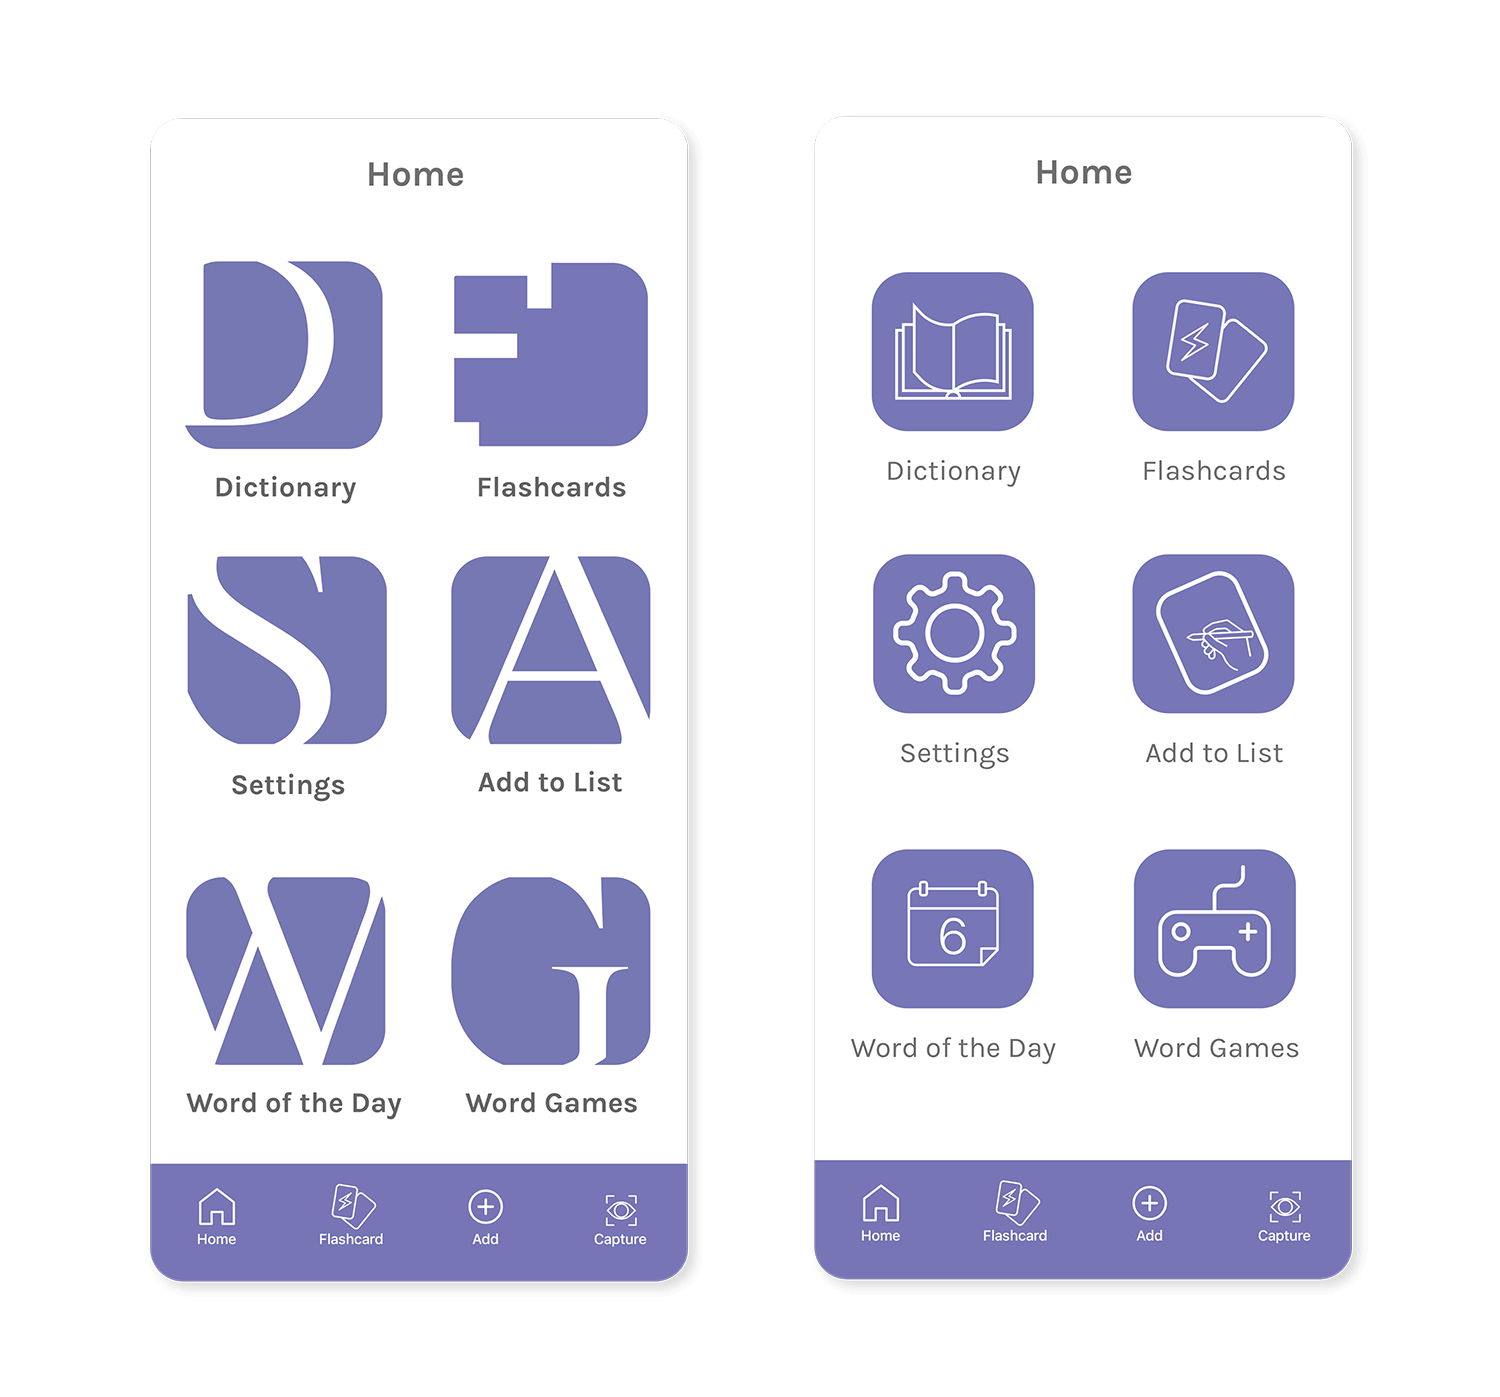 Home
D F
Dictionary Flashcards
S A
Settings Add to List
W G
Word of the Day Word Games
Home Flashcard Add Capture
Home
Dictionary Flashcards
Settings Add to List
6
Word of the Day Word Games
Home Flashcard Add Capture